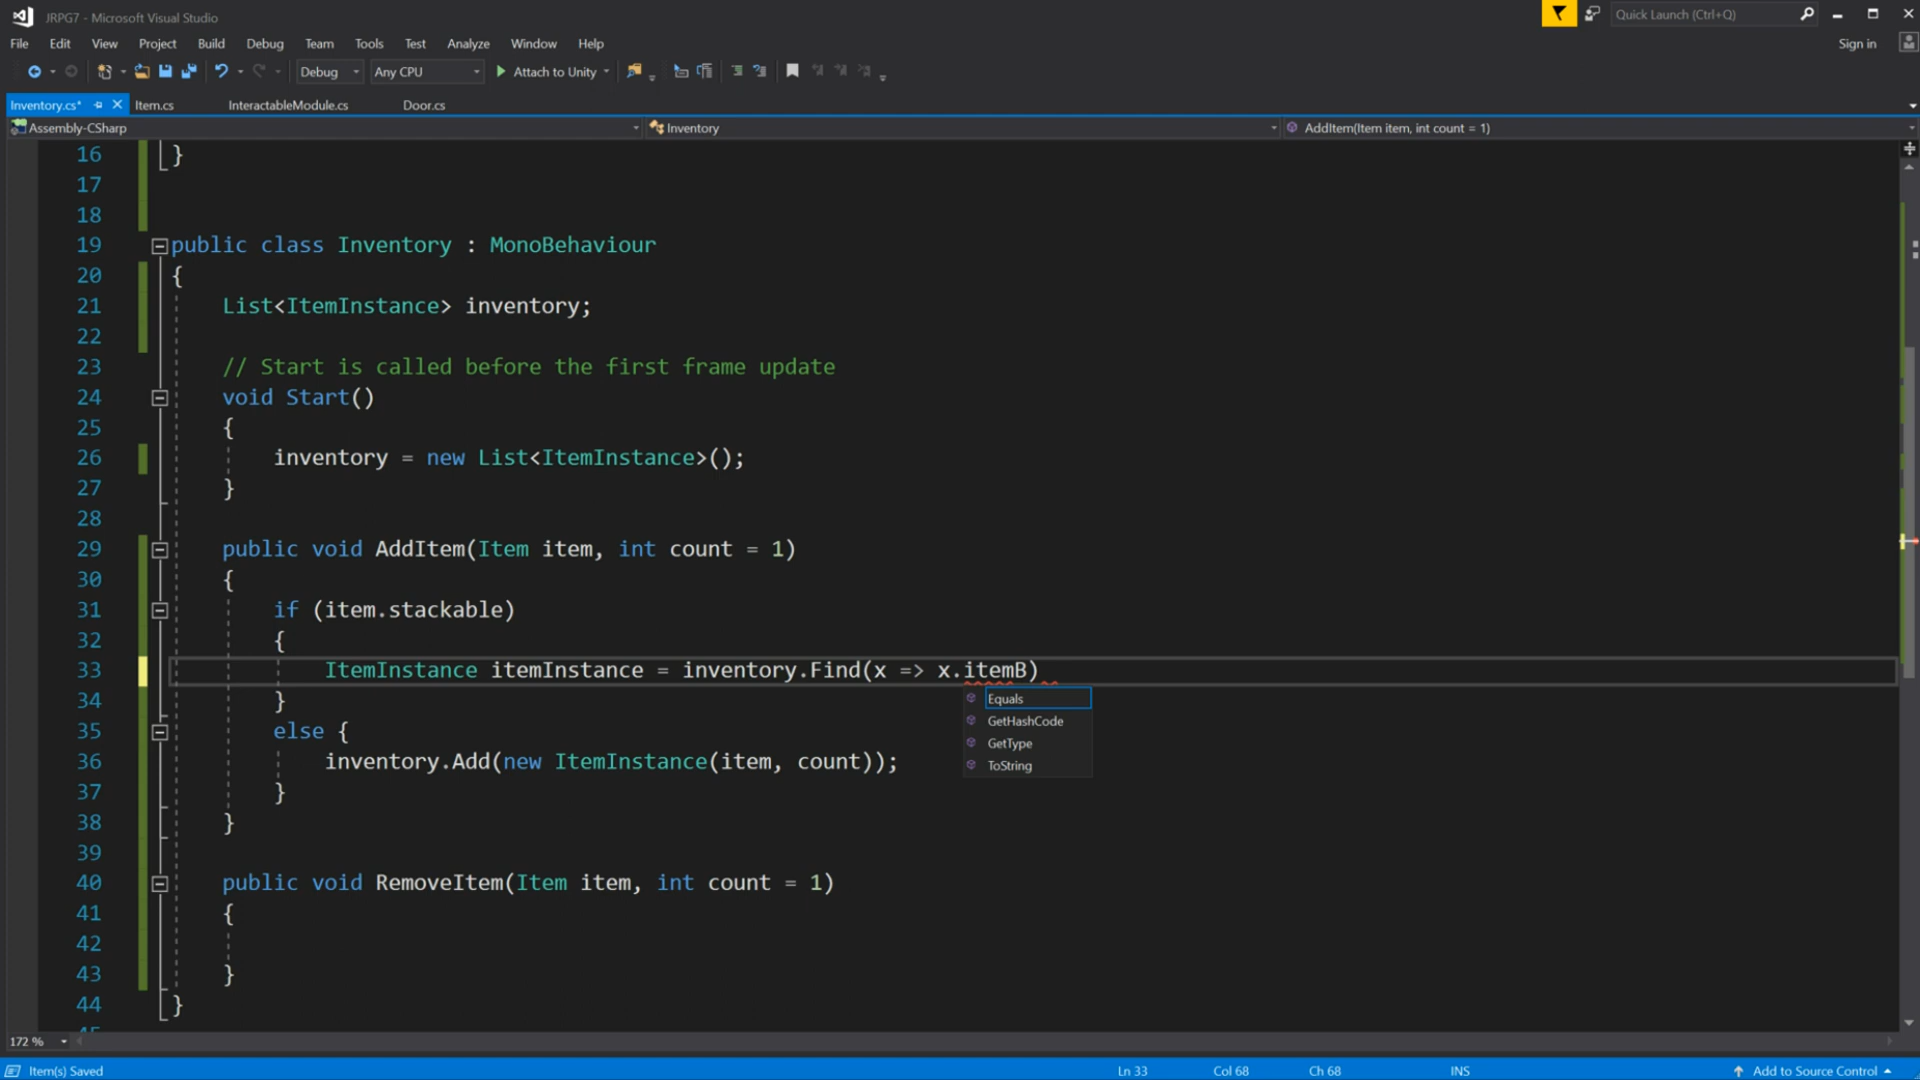 JRPG7 - Microsoft Visual Studio
Quick Launch (Ctrl+Q)
File Edit View Project Build Debug Team Tools Test Analyze Window Help
Sign in
Debug Any CPU Attach to Unity
Inventory.cs* Item.cs InteractableModule.cs Door.cs
Assembly-CSharp Inventory AddItem(Item item, int count = 1)
16 }
17
18
19 public class Inventory : MonoBehaviour
20 {
21 List<ItemInstance> inventory;
22
23 // Start is called before the first frame update
24 void Start()
25 {
26 inventory = new List<ItemInstance>();
27 }
28
29 public void AddItem(Item item, int count = 1)
30 {
31 if (item.stackable)
32 {
33 ItemInstance itemInstance = inventory.Find(x => x.itemB)
Equals
GetHashCode
GetType
ToString
34 }
35 else {
36 inventory.Add(new ItemInstance(item, count));
37 }
38 }
39
40 public void RemoveItem(Item item, int count = 1)
41 {
42
43 }
44 }
45
172 %
Item(s) Saved Ln 33 Col 68 Ch 68 INS Add to Source Control